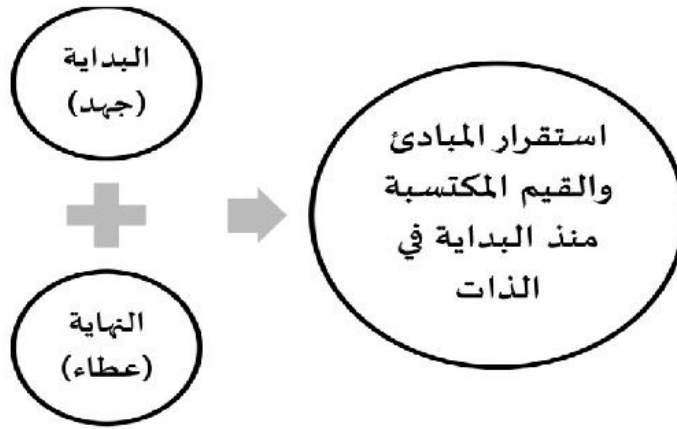 البداية
(جهد)
النهاية
(عطاء)
استقرار المبادئ
والقيم المكتسبة
منذ البداية في
الذات